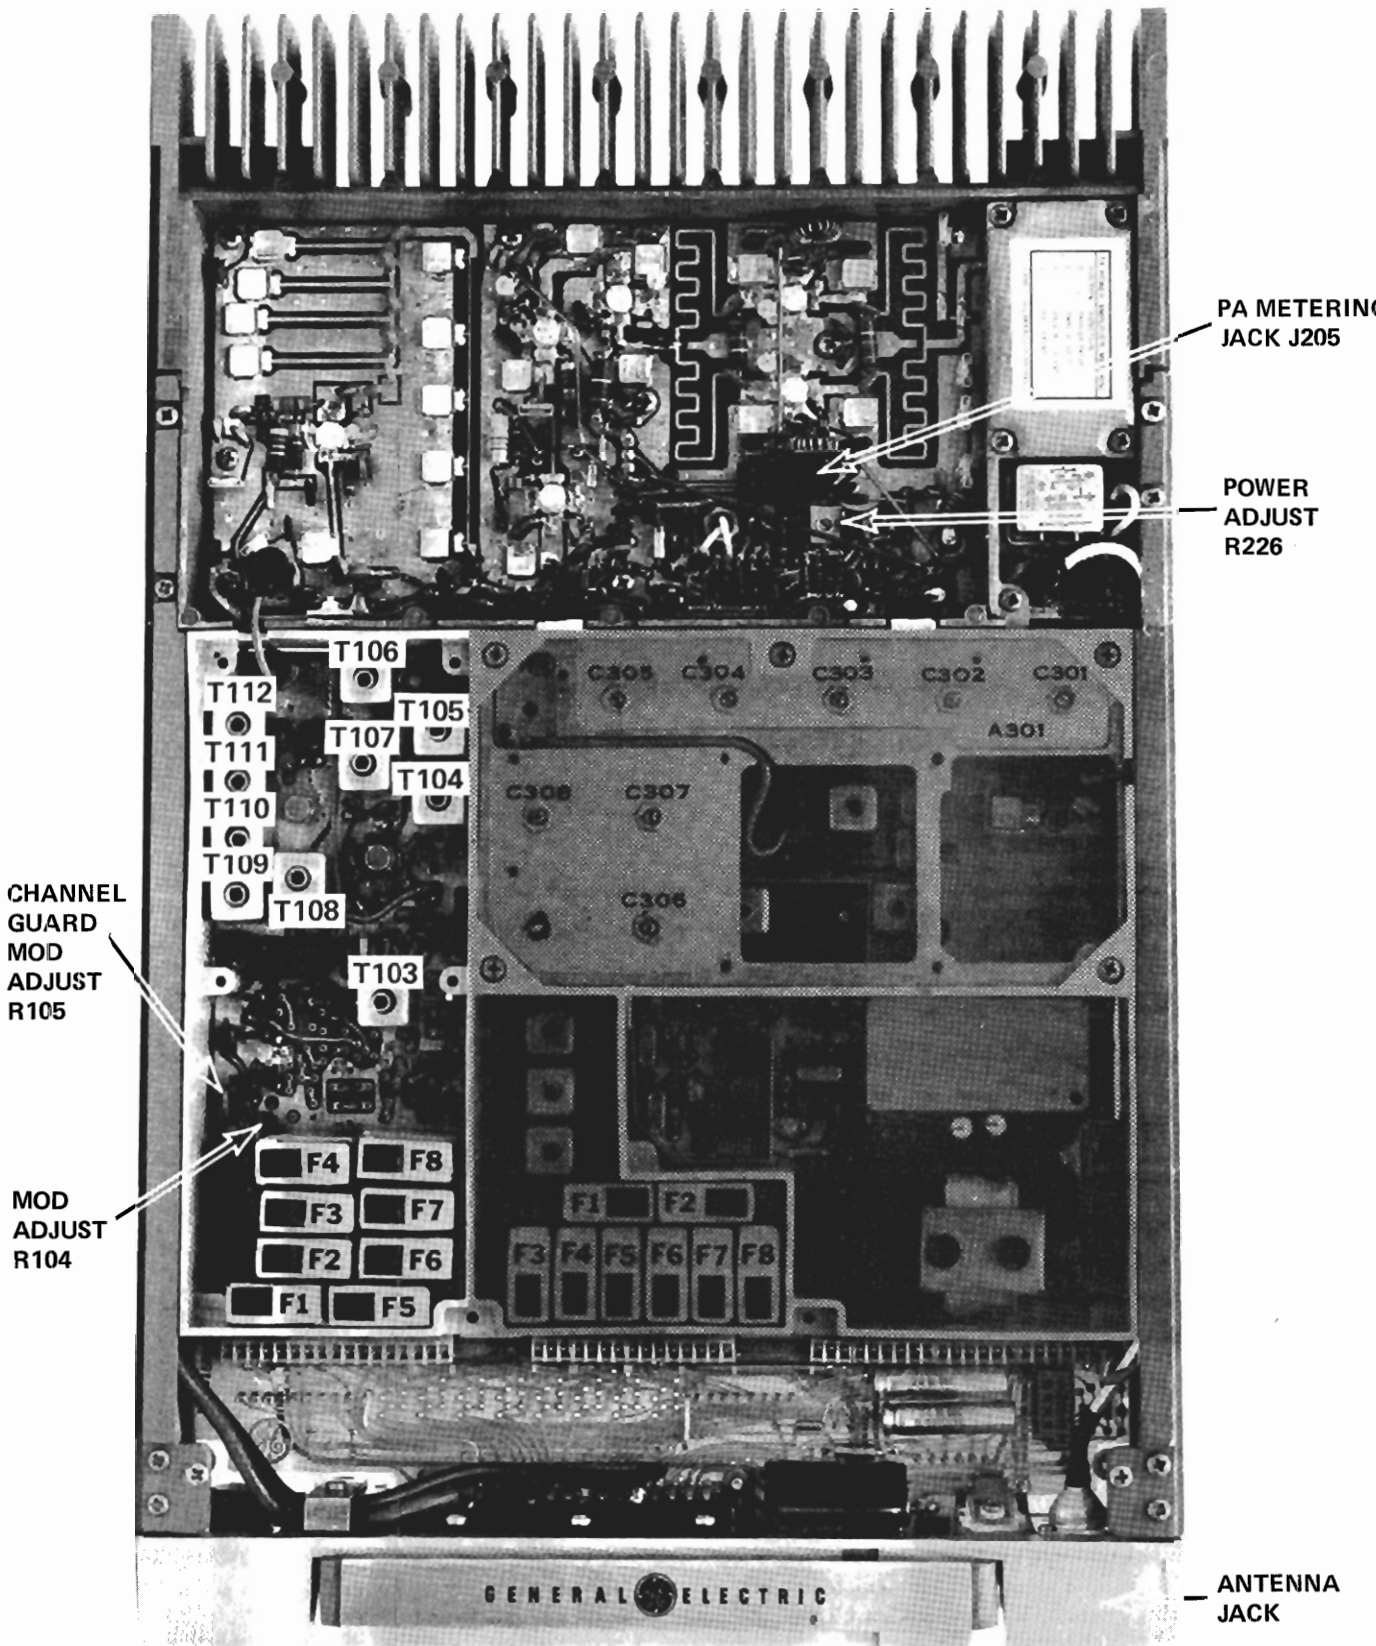 PA METERING
JACK J205
POWER
ADJUST
R226
T106
T112
T105
T107
T111
T104
T110
T109
T108
T103
C305
C304
C303
C302
C301
A301
C308
C307
C306
CHANNEL
GUARD
MOD
ADJUST
R105
MOD
ADJUST
R104
F4
F8
F3
F7
F2
F6
F1
F5
F1
F2
F3
F4
F5
F6
F7
F8
GENERAL ELECTRIC
ANTENNA
JACK